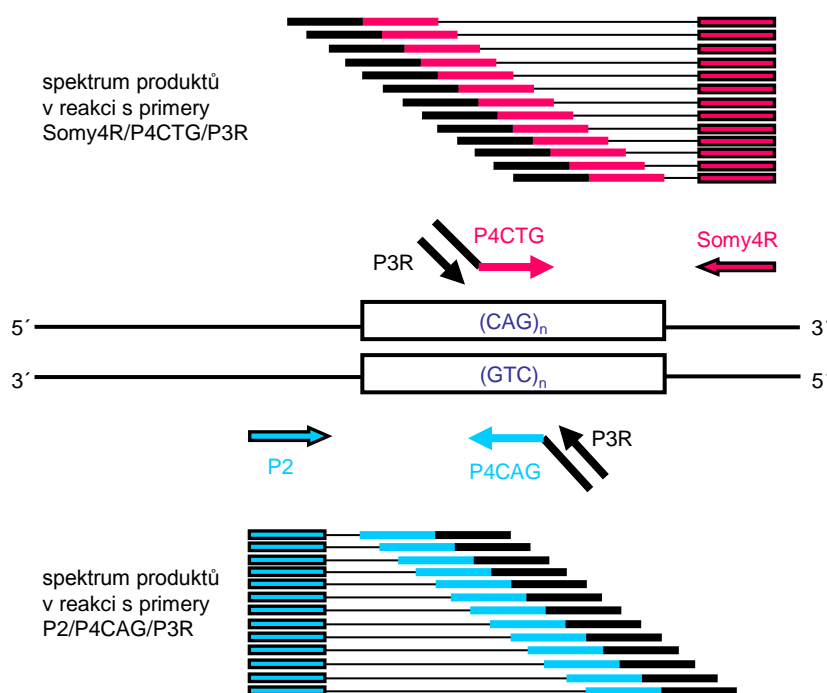 spektrum produktů
v reakci s primery
Somy4R/P4CTG/P3R
P4CTG
Somy4R
P3R
5´
(CAG)n
3´
3´
(GTC)n
5´
P2
P4CAG
P3R
spektrum produktů
v reakci s primery
P2/P4CAG/P3R